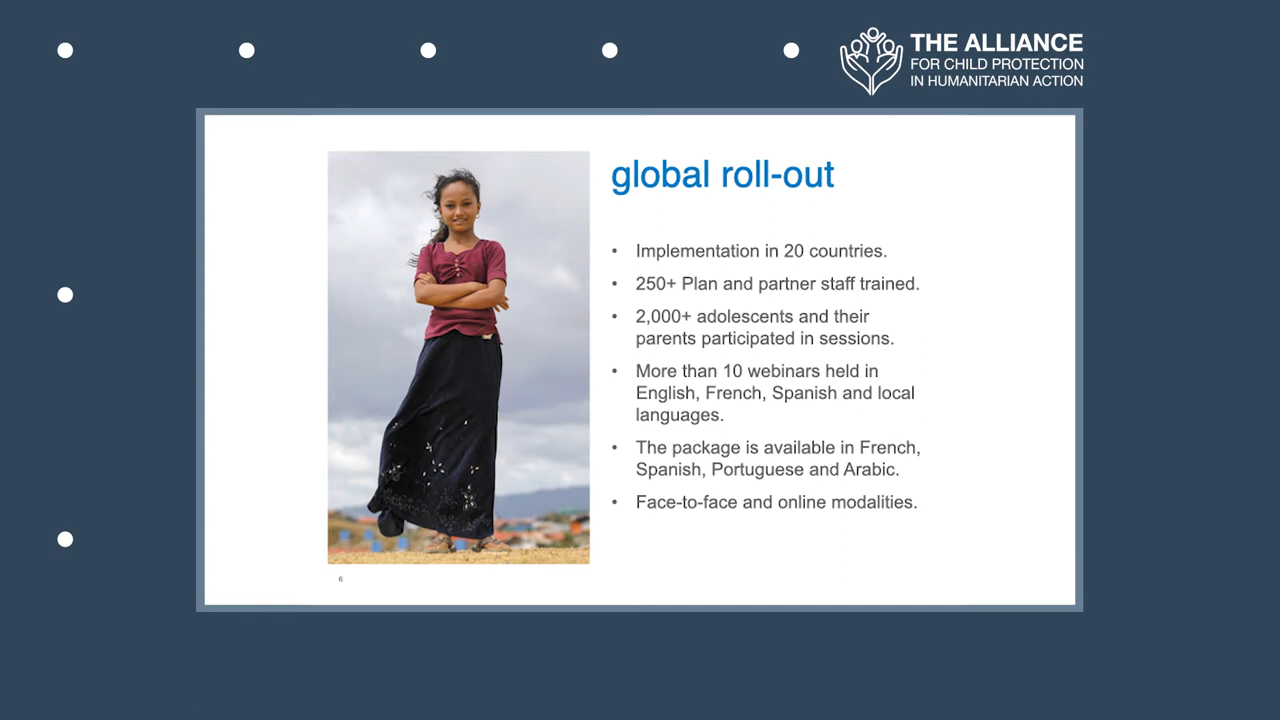 THE ALLIANCE
FOR CHILD PROTECTION
IN HUMANITARIAN ACTION
global roll-out
• Implementation in 20 countries.
• 250+ Plan and partner staff trained.
• 2,000+ adolescents and their
parents participated in sessions.
• More than 10 webinars held in
English, French, Spanish and local
languages.
• The package is available in French,
Spanish, Portuguese and Arabic.
• Face-to-face and online modalities.
6